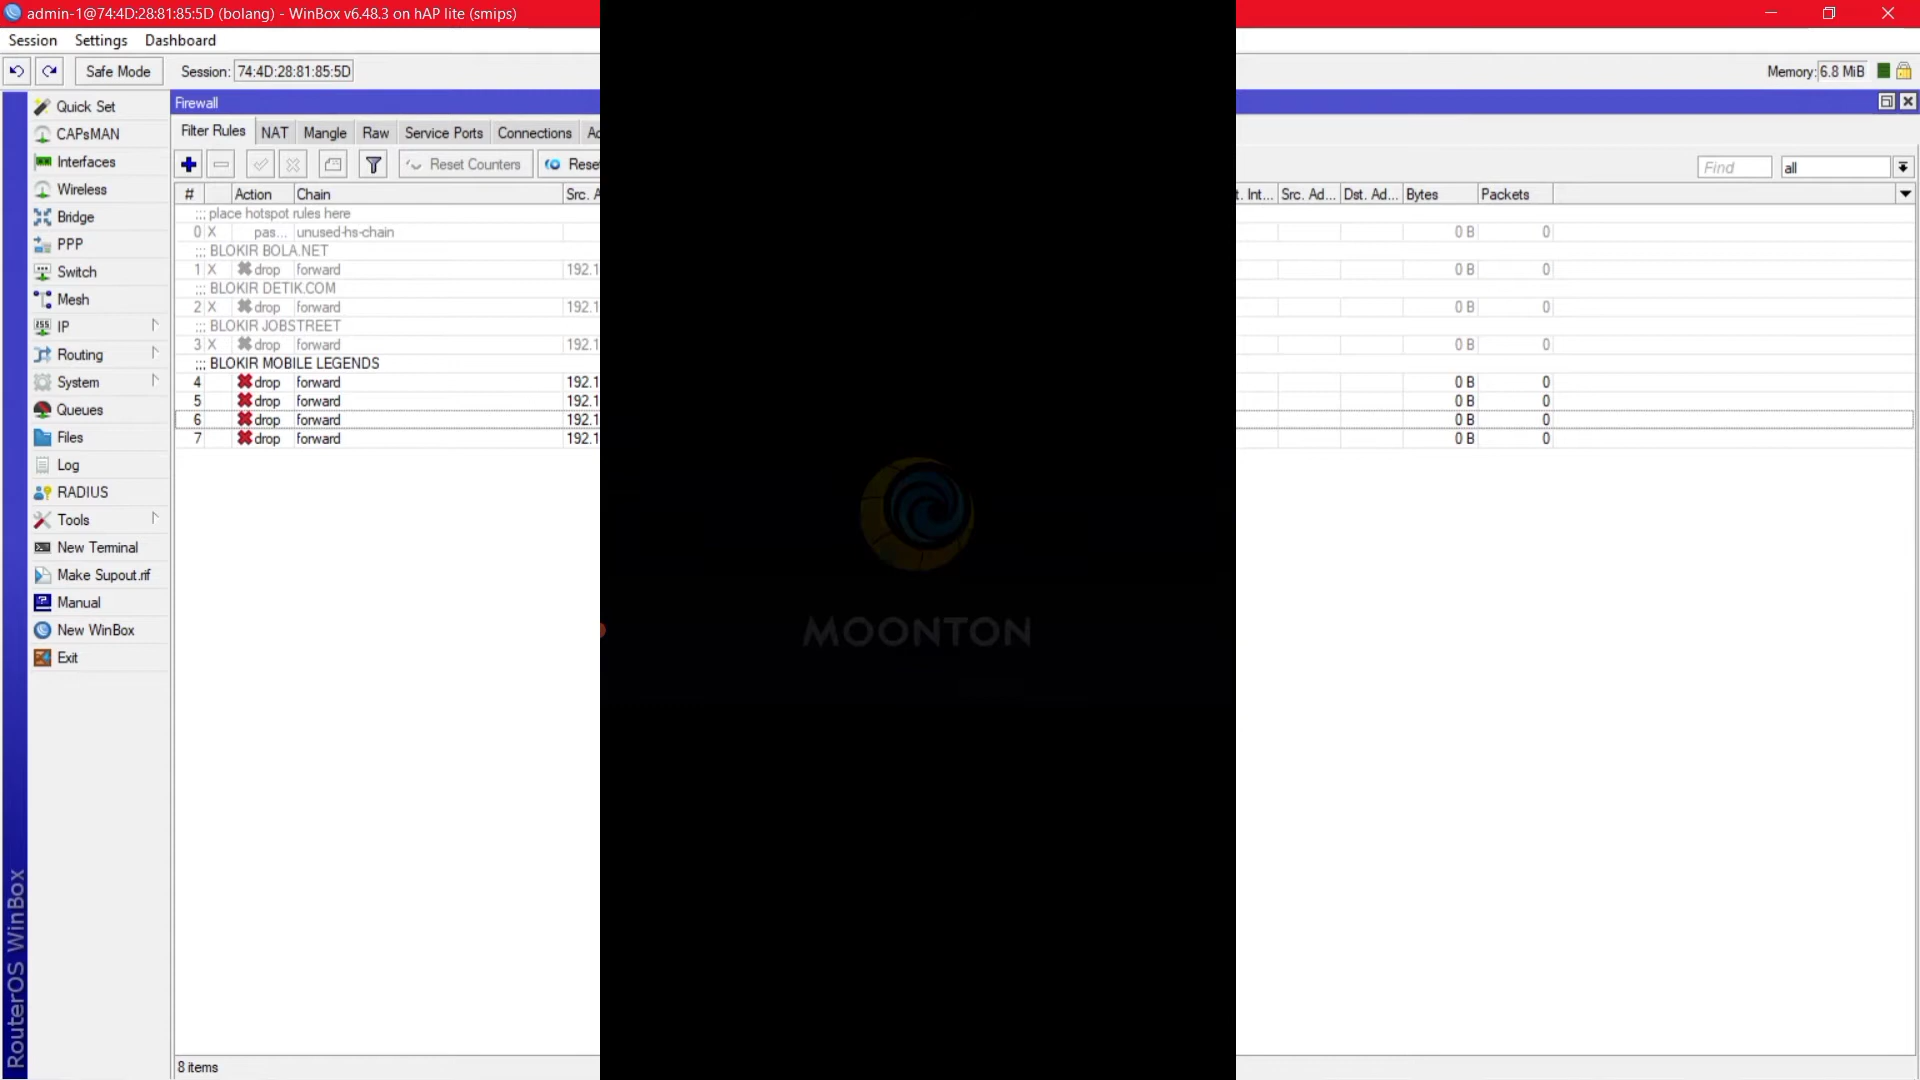 admin-1@74:4D:28:81:85:5D (bolang) - WinBox v6.48.3 on hAP lite (smips)
Session Settings Dashboard
Safe Mode Session: 74:4D:28:81:85:5D Memory: 6.8 MiB
Quick Set
CAPsMAN
Interfaces
Wireless
Bridge
PPP
Switch
Mesh
IP
Routing
System
Queues
Files
Log
RADIUS
Tools
New Terminal
Make Supout.rif
Manual
New WinBox
Exit
RouterOS WinBox
Firewall
Filter Rules NAT Mangle Raw Service Ports Connections
Reset Counters Find all
# Action Chain Src. Src. Ad... Dst. Ad... Bytes Packets
;;; place hotspot rules here
0 X pas... unused-hs-chain 0 B 0
;;; BLOKIR BOLA.NET
1 X drop forward 192.1 0 B 0
;;; BLOKIR DETIK.COM
2 X drop forward 192.1 0 B 0
;;; BLOKIR JOBSTREET
3 X drop forward 192.1 0 B 0
;;; BLOKIR MOBILE LEGENDS
4 drop forward 192.1 0 B 0
5 drop forward 192.1 0 B 0
6 drop forward 192.1 0 B 0
7 drop forward 192.1 0 B 0
8 items
MOONTON